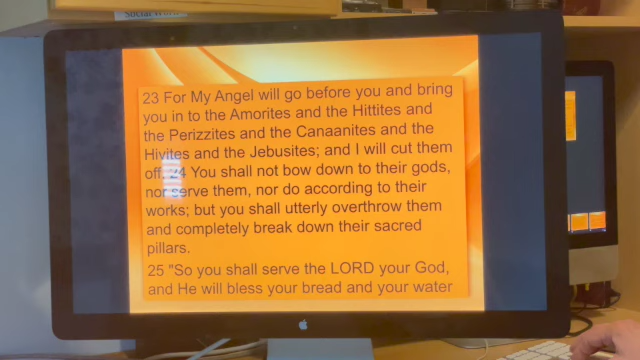 Social Work
23 For My Angel will go before you and bring
you in to the Amorites and the Hittites and
the Perizzites and the Canaanites and the
Hivites and the Jebusites; and I will cut them
off. 24 You shall not bow down to their gods,
nor serve them, nor do according to their
works; but you shall utterly overthrow them
and completely break down their sacred
pillars.
25 "So you shall serve the LORD your God,
and He will bless your bread and your water